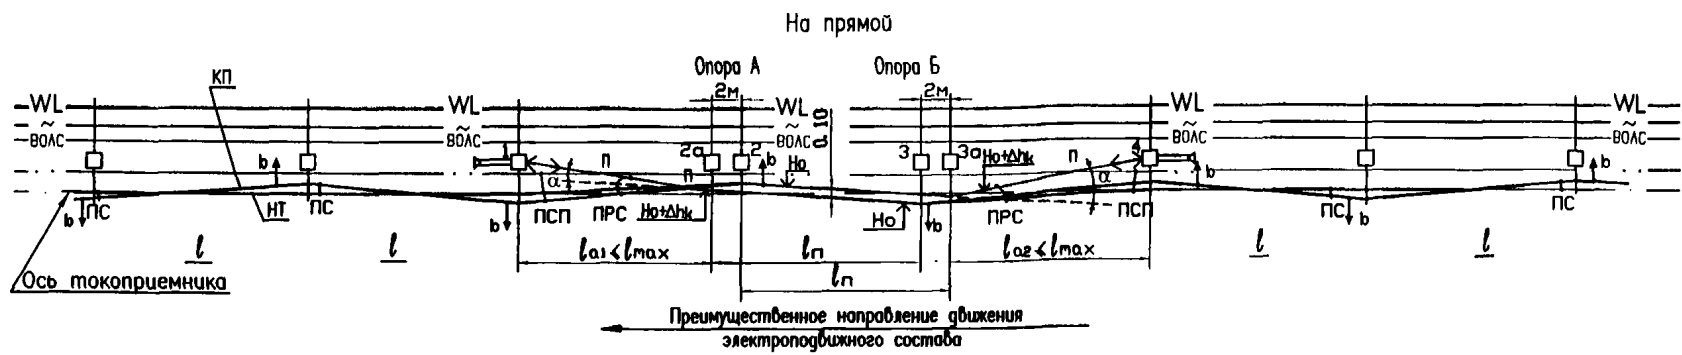 На прямой
Опора А
Опора Б
КП
2м
2м
WL
WL
WL
WL
WL
~
~
~
~
~
ВОЛС
ВОЛС
ВОЛС
ВОЛС
ВОЛС
0.10
1
2а
2
3
3а
4
b
b
b
b
П
П
П
α
α
Но
Но+Δhк
Но+Δhк
Но
ПС
НТ
ПС
ПСП
ПРС
ПРС
ПСП
ПС
ПС
b
b
b
b
l
l
lа1≤lmax
lп
lа2≤lmax
l
l
lп
Ось токоприемника
Преимущественное направление движения
электроподвижного состава